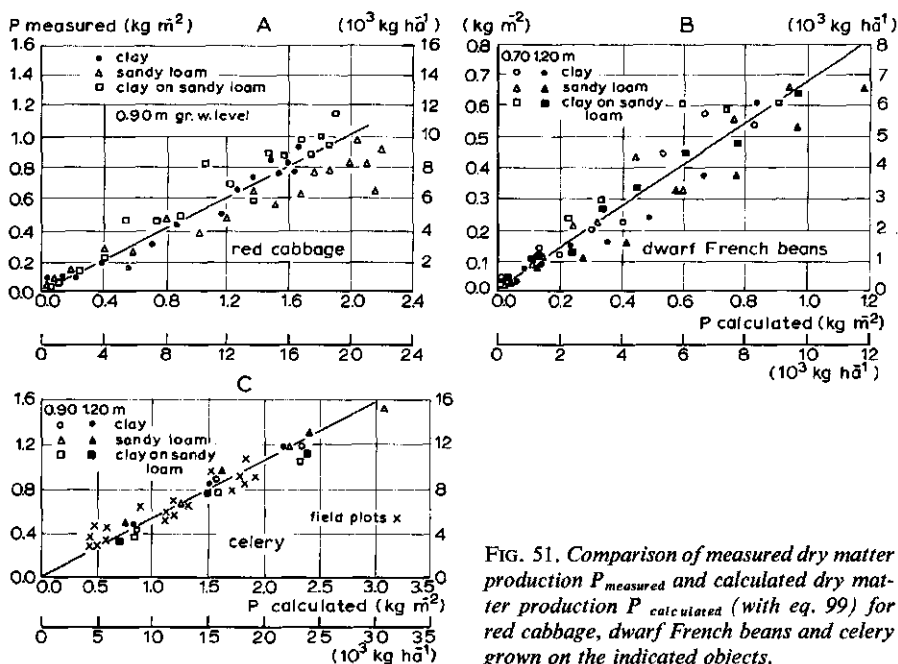 P measured (kg m̄²) A (10³ kg hā¹)
1.6 16
1.4 14
1.2 12
1.0 10
0.8 8
0.6 6
0.4 4
0.2 2
0.0
• clay
▵ sandy loam
□ clay on sandy loam
0.90 m gr. w. level
red cabbage
0.0 0.4 0.8 1.2 1.6 2.0 2.4
0 4 8 12 16 20 24
(kg m⁻²) B (10³ kg hā¹)
0.8 8
0.7 7
0.6 6
0.5 5
0.4 4
0.3 3
0.2 2
0.1 1
0.0 0
0.70 1.20 m
○ • clay
▵ ▲ sandy loam
□ ■ clay on sandy loam
dwarf French beans
0.0 0.2 0.4 0.6 0.8 1.0 1.2
P calculated (kg m̄²)
0 2 4 6 8 10 12
(10³ kg hā¹)
C
1.6 16
1.2 12
0.8 8
0.4 4
0.0 0
0.90 1.20 m
○ • clay
▵ ▲ sandy loam
□ ■ clay on sandy loam
field plots ×
celery
0.0 0.5 1.0 1.5 2.0 2.5 3.0 3.5
P calculated (kg m̄²)
0 5 10 15 20 25 30 35
(10³ kg hā¹)
FIG. 51. Comparison of measured dry matter
production P measured and calculated dry mat-
ter production P calculated (with eq. 99) for
red cabbage, dwarf French beans and celery
grown on the indicated objects.